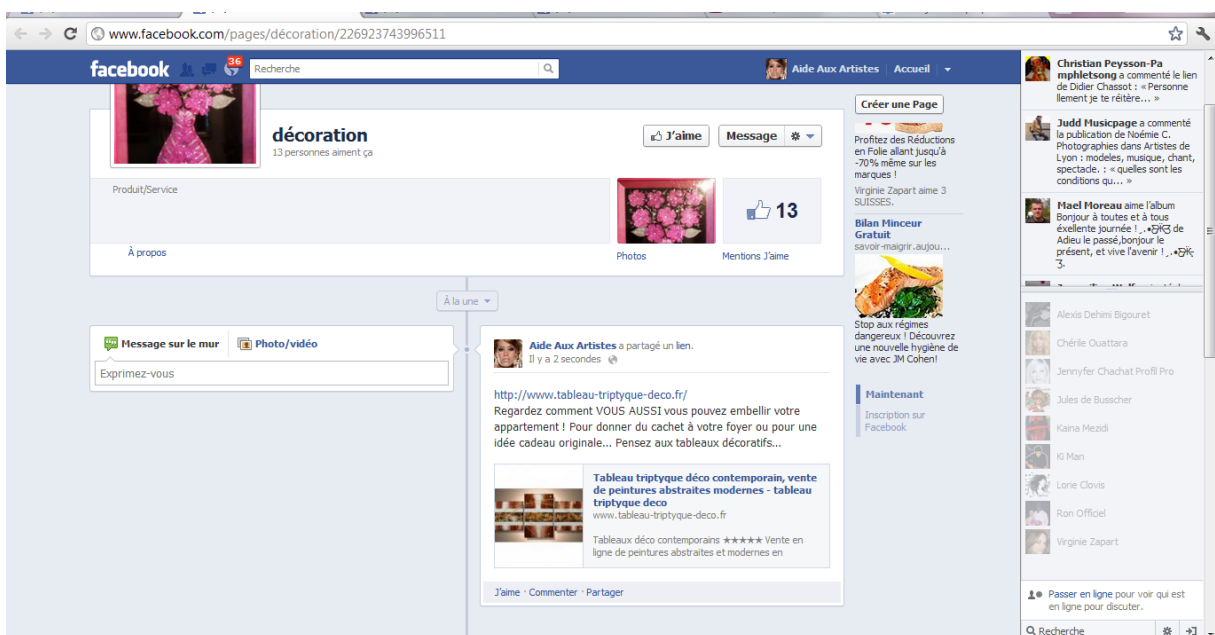 www.facebook.com/pages/décoration/226923743996511
facebook
36
Recherche
Aide Aux Artistes
Accueil
décoration
13 personnes aiment ça
J'aime
Message
Produit/Service
13
À propos
Photos
Mentions J'aime
À la une
Message sur le mur
Photo/vidéo
Exprimez-vous
Aide Aux Artistes a partagé un lien.
Il y a 2 secondes
http://www.tableau-triptyque-deco.fr/
Regardez comment VOUS AUSSI vous pouvez embellir votre
appartement ! Pour donner du cachet à votre foyer ou pour une
idée cadeau originale... Pensez aux tableaux décoratifs...
Tableau triptyque déco contemporain, vente
de peintures abstraites modernes - tableau
triptyque deco
www.tableau-triptyque-deco.fr
Tableaux déco contemporains ★★★★★ Vente en
ligne de peintures abstraites et modernes en
J'aime · Commenter · Partager
Créer une Page
Profitez des Réductions
en Folie allant jusqu'à
-70% même sur les
marques !
Virginie Zapart aime 3
SUISSES.
Bilan Minceur
Gratuit
savoir-maigrir.aujou...
Stop aux régimes
dangereux ! Découvrez
une nouvelle hygiène de
vie avec JM Cohen!
Maintenant
Inscription sur
Facebook
Christian Peysson-Pa
mphletsong a commenté le lien
de Didier Chassot : «Personne
llement je te réitère... »
Judd Musicpage a commenté
la publication de Noémie C.
Photographies dans Artistes de
Lyon : modeles, musique, chant,
spectacle. : « quelles sont les
conditions qu... »
Mael Moreau aime l'album
Bonjour à toutes et à tous
éxellente journée !
de
Adieu le passé,bonjour le
présent, et vive l'avenir !
Alexis Dehimi Bigouret
Chérile Ouattara
Jennyfer Chachat Profil Pro
Jules de Busscher
Kaina Mezidi
Ki Man
Lorie Clovis
Ron Officiel
Virginie Zapart
Passer en ligne pour voir qui est
en ligne pour discuter.
Recherche